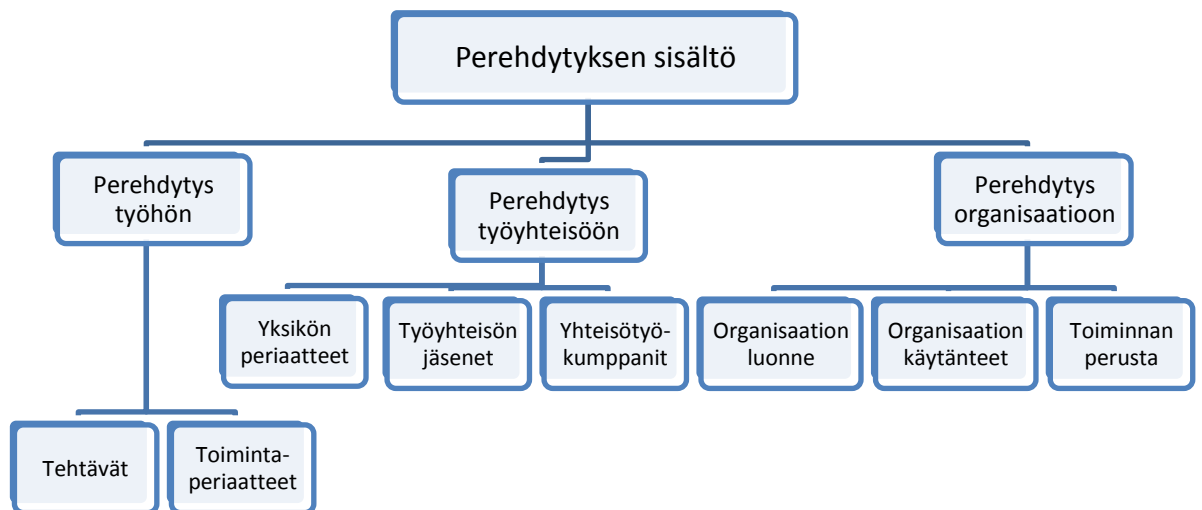 Perehdytyksen sisältö
Perehdytys
työhön
Perehdytys
työyhteisöön
Perehdytys
organisaatioon
Yksikön
periaatteet
Työyhteisön
jäsenet
Yhteisötyö-
kumppanit
Organisaation
luonne
Organisaation
käytänteet
Toiminnan
perusta
Tehtävät
Toiminta-
periaatteet